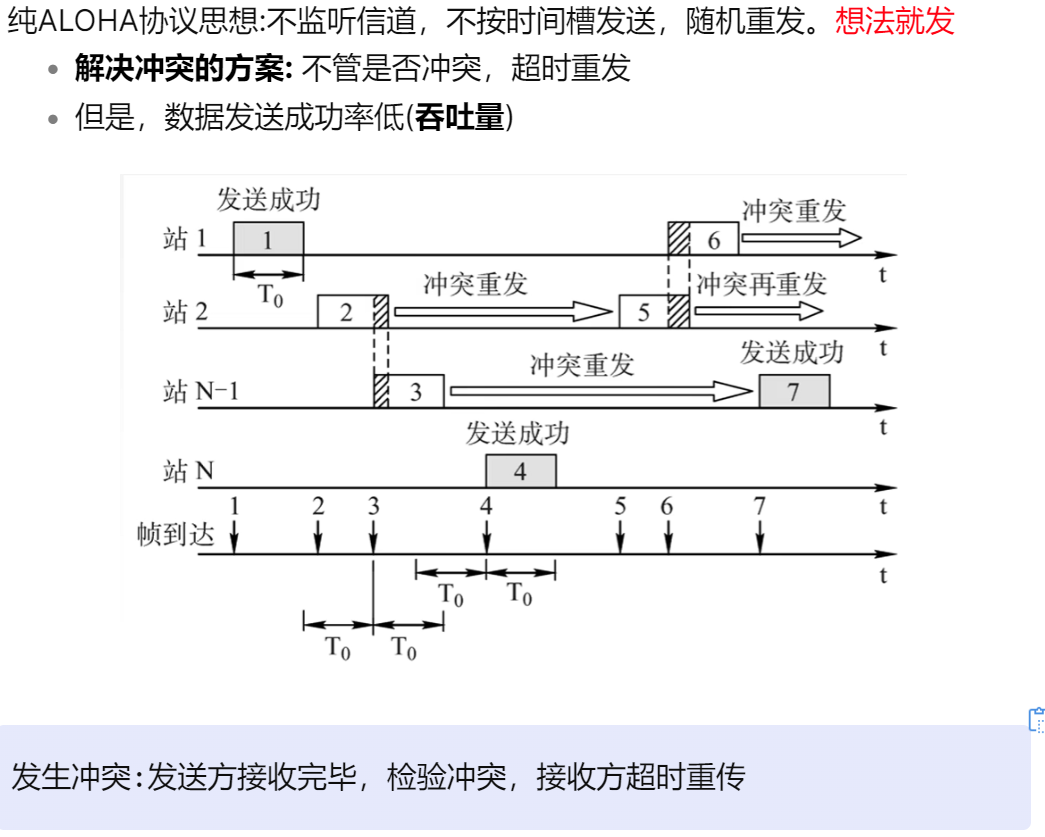 纯ALOHA协议思想:不监听信道，不按时间槽发送，随机重发。想法就发
• 解决冲突的方案: 不管是否冲突，超时重发
• 但是，数据发送成功率低(吞吐量)
发送成功
冲突重发
站 1
1
6
t
T₀
冲突重发
冲突再重发
站 2
2
5
t
冲突重发
发送成功
站 N−1
3
7
t
发送成功
站 N
4
t
1 2 3 4 5 6 7
帧到达
t
T₀ T₀
T₀ T₀
发生冲突:发送方接收完毕，检验冲突，接收方超时重传